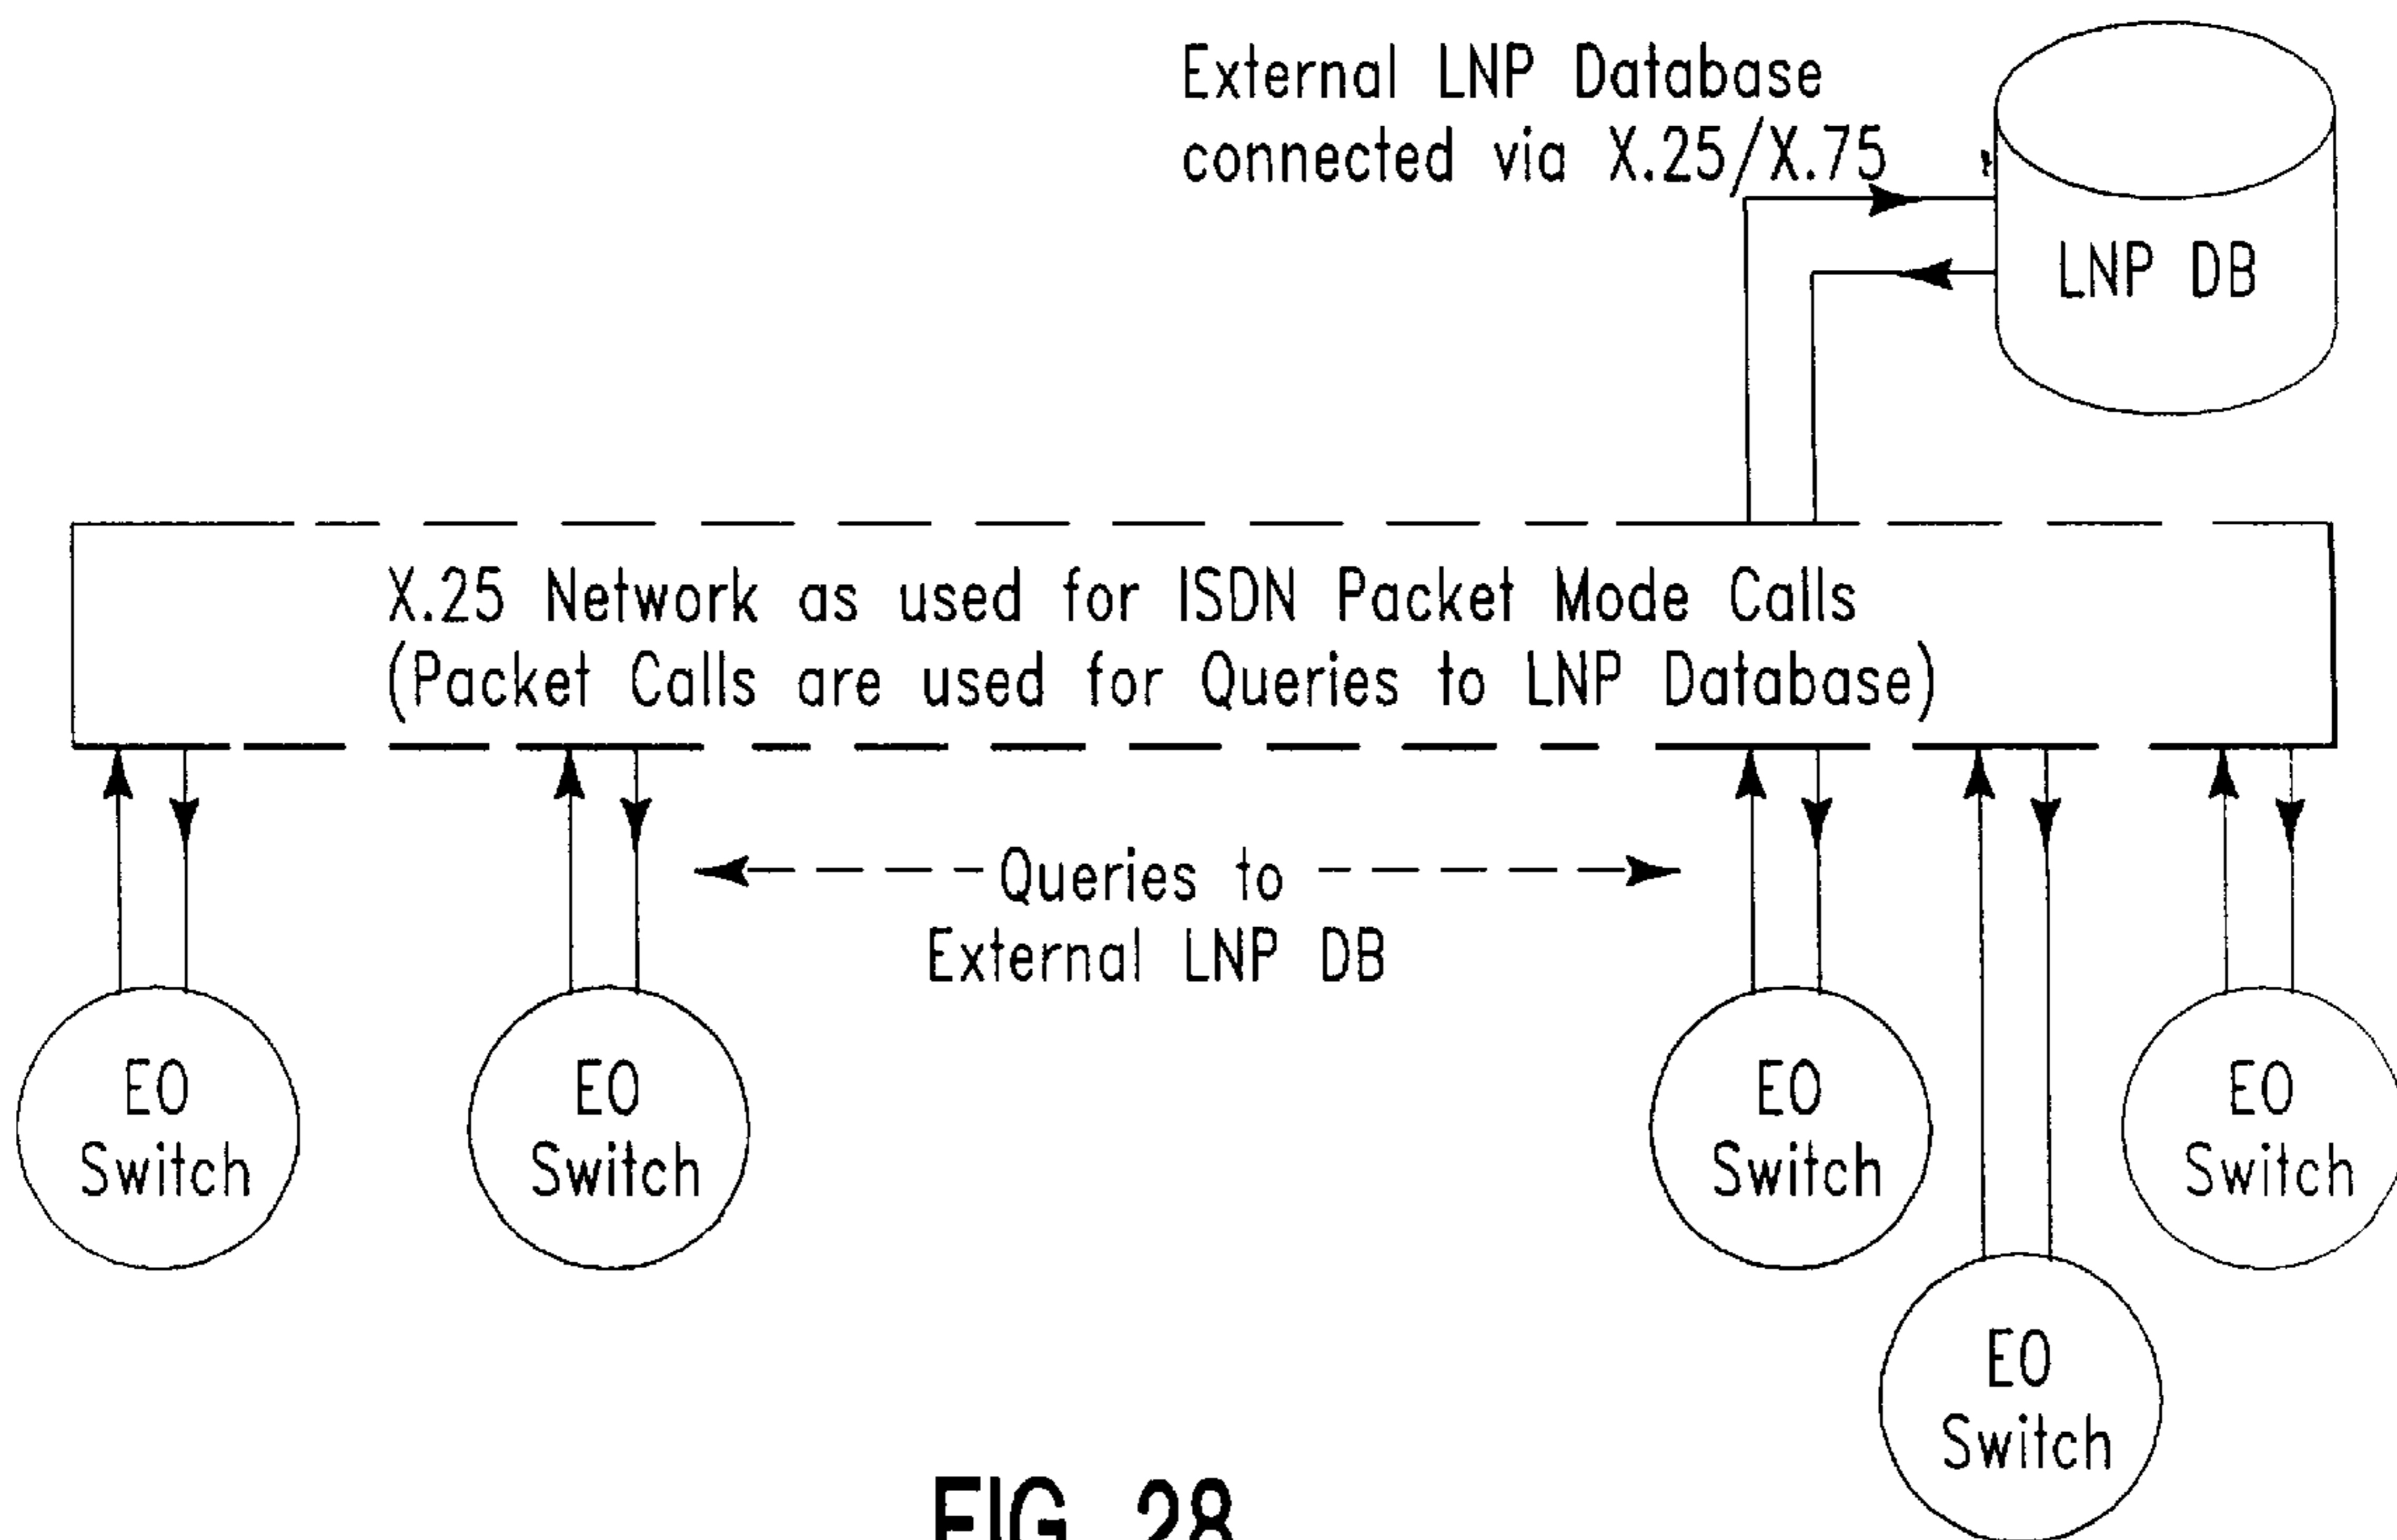 External LNP Database
connected via X.25/X.75
LNP DB
X.25 Network as used for ISDN Packet Mode Calls
(Packet Calls are used for Queries to LNP Database)
Queries to
External LNP DB
EO
Switch
EO
Switch
EO
Switch
EO
Switch
EO
Switch
FIG. 28